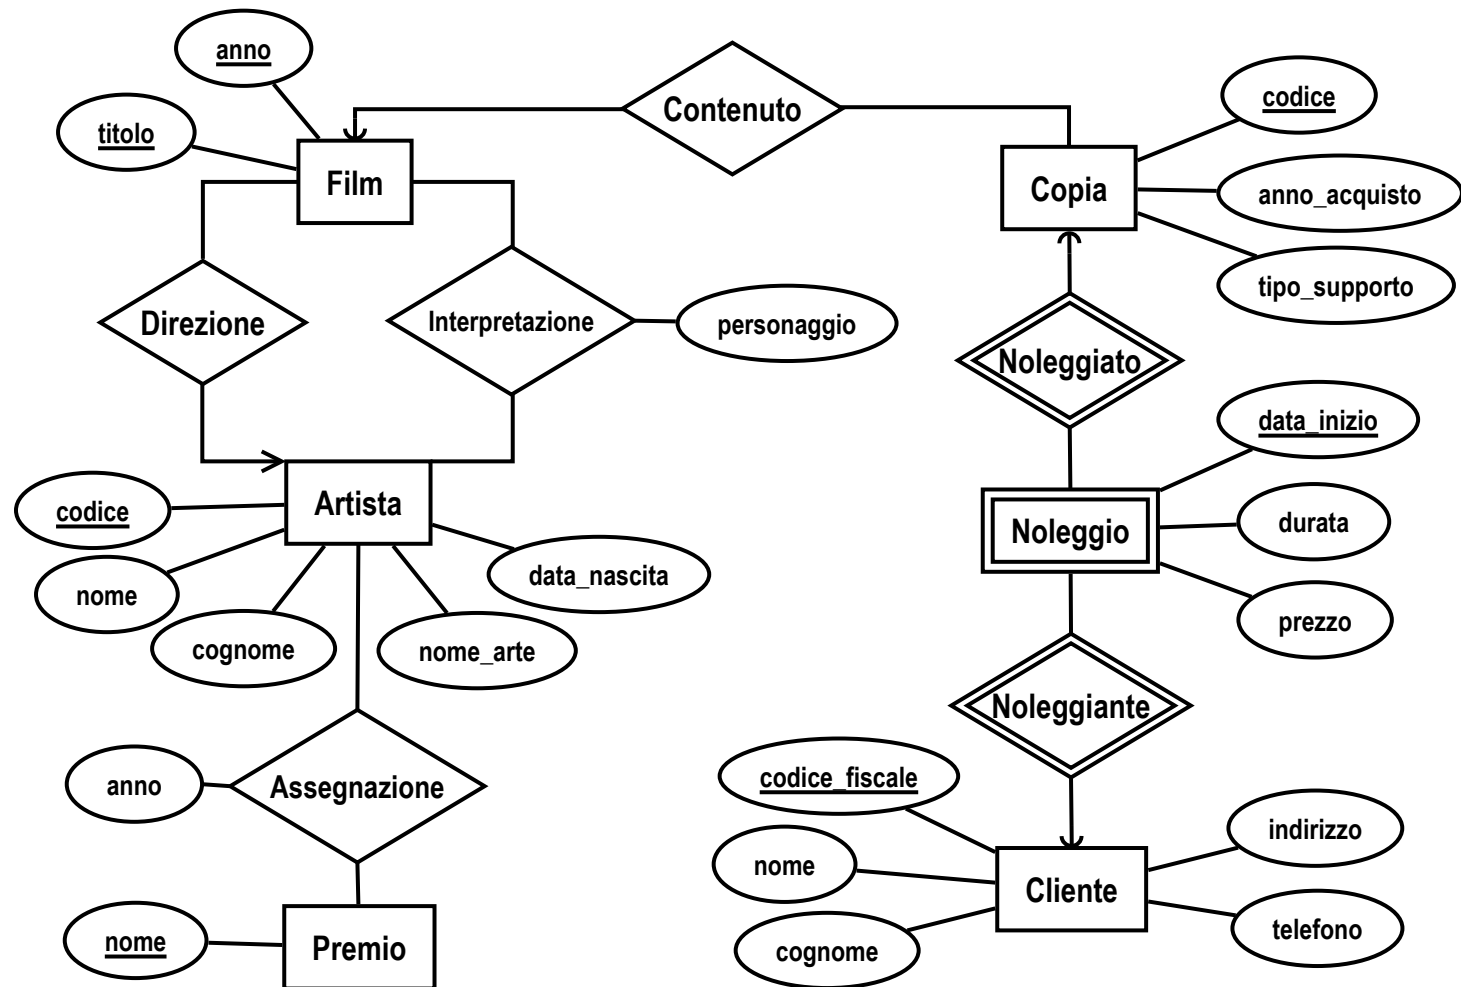 anno
titolo
Contenuto
codice
Film
Copia
anno_acquisto
tipo_supporto
Direzione
Interpretazione
personaggio
Noleggiato
data_inizio
codice
Artista
Noleggio
durata
nome
data_nascita
cognome
nome_arte
prezzo
Noleggiante
anno
Assegnazione
codice_fiscale
indirizzo
nome
Cliente
nome
Premio
cognome
telefono